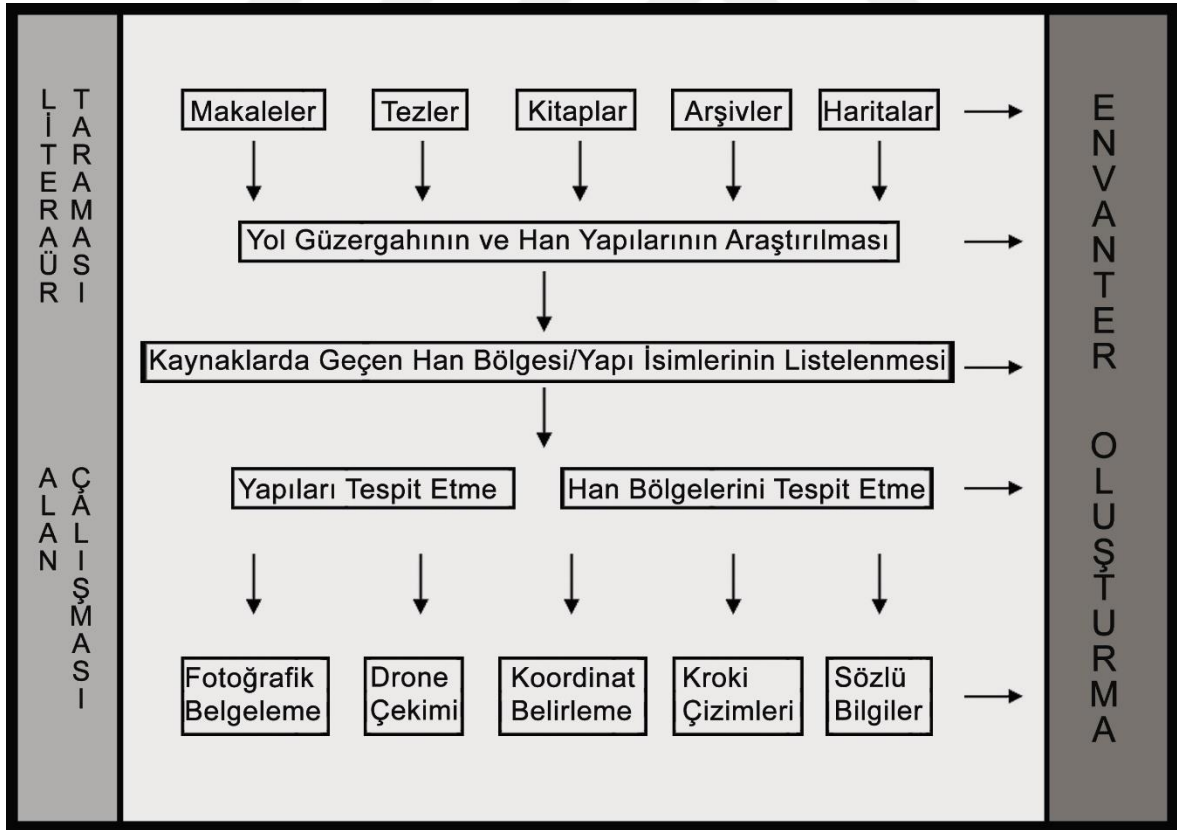 LİTERAÜR
TARAMASI
Makaleler
Tezler
Kitaplar
Arşivler
Haritalar
Yol Güzergahının ve Han Yapılarının Araştırılması
Kaynaklarda Geçen Han Bölgesi/Yapı İsimlerinin Listelenmesi
ALAN
ÇALIŞMASI
Yapıları Tespit Etme
Han Bölgelerini Tespit Etme
Fotoğrafik
Belgeleme
Drone
Çekimi
Koordinat
Belirleme
Kroki
Çizimleri
Sözlü
Bilgiler
ENVANTER OLUŞTURMA